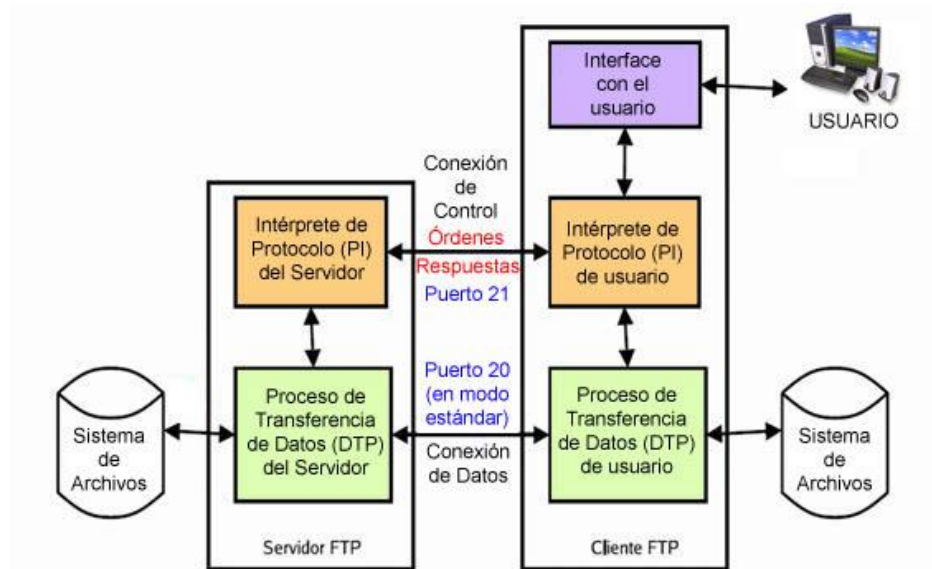 Interface
con el
usuario
USUARIO
Conexión
de
Control
Órdenes
Respuestas
Puerto 21
Intérprete de
Protocolo (PI)
del Servidor
Intérprete de
Protocolo (PI)
de usuario
Puerto 20
(en modo
estándar)
Conexión
de Datos
Sistema
de
Archivos
Proceso de
Transferencia
de Datos (DTP)
del Servidor
Proceso de
Transferencia
de Datos (DTP)
de usuario
Sistema
de
Archivos
Servidor FTP
Cliente FTP